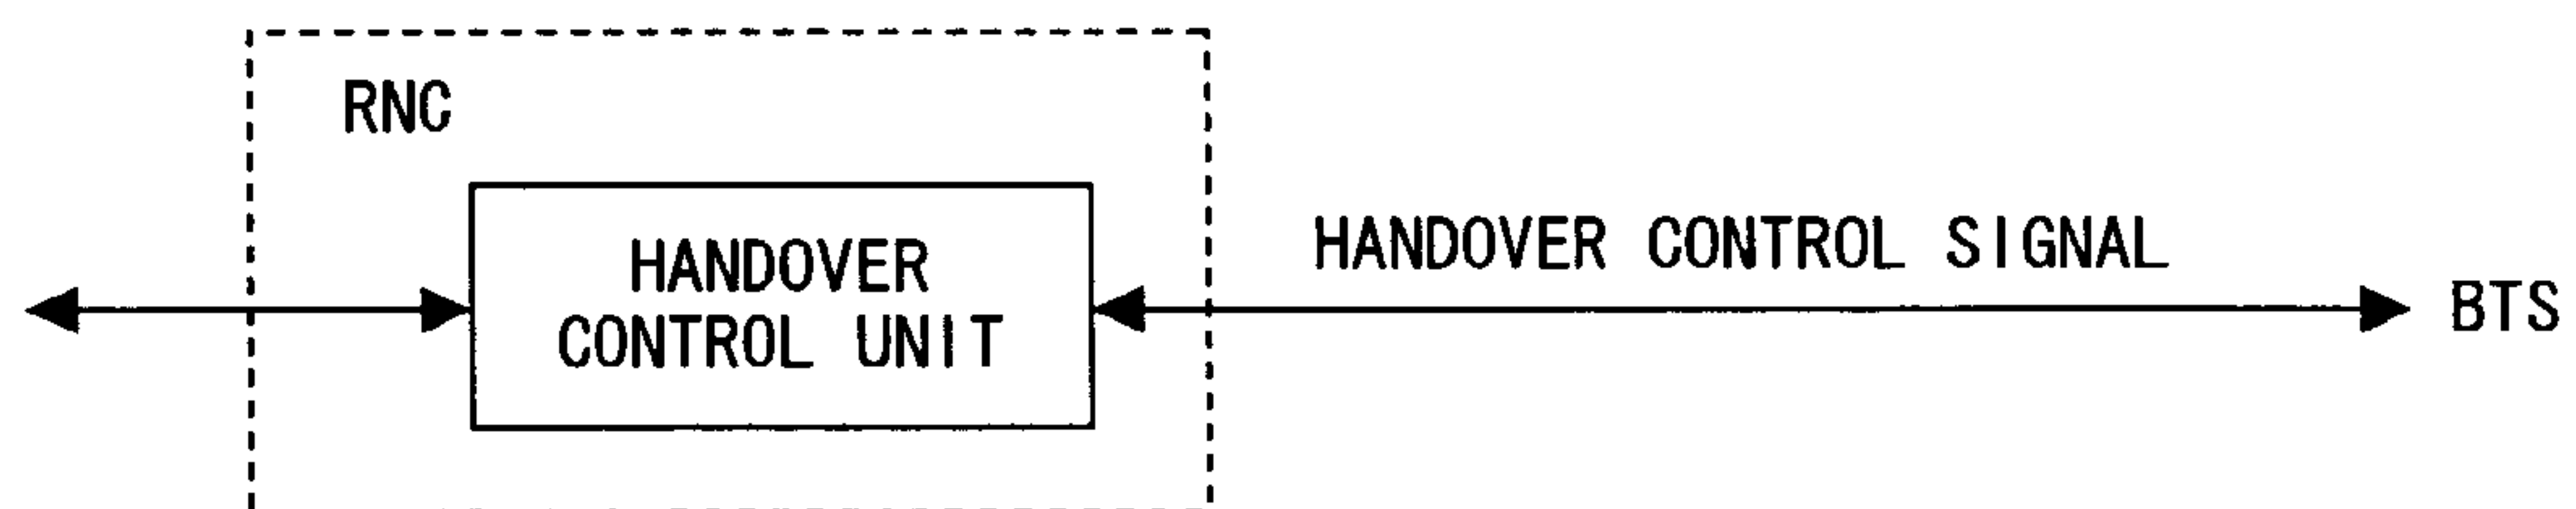 RNC
HANDOVER
CONTROL UNIT
HANDOVER CONTROL SIGNAL
BTS